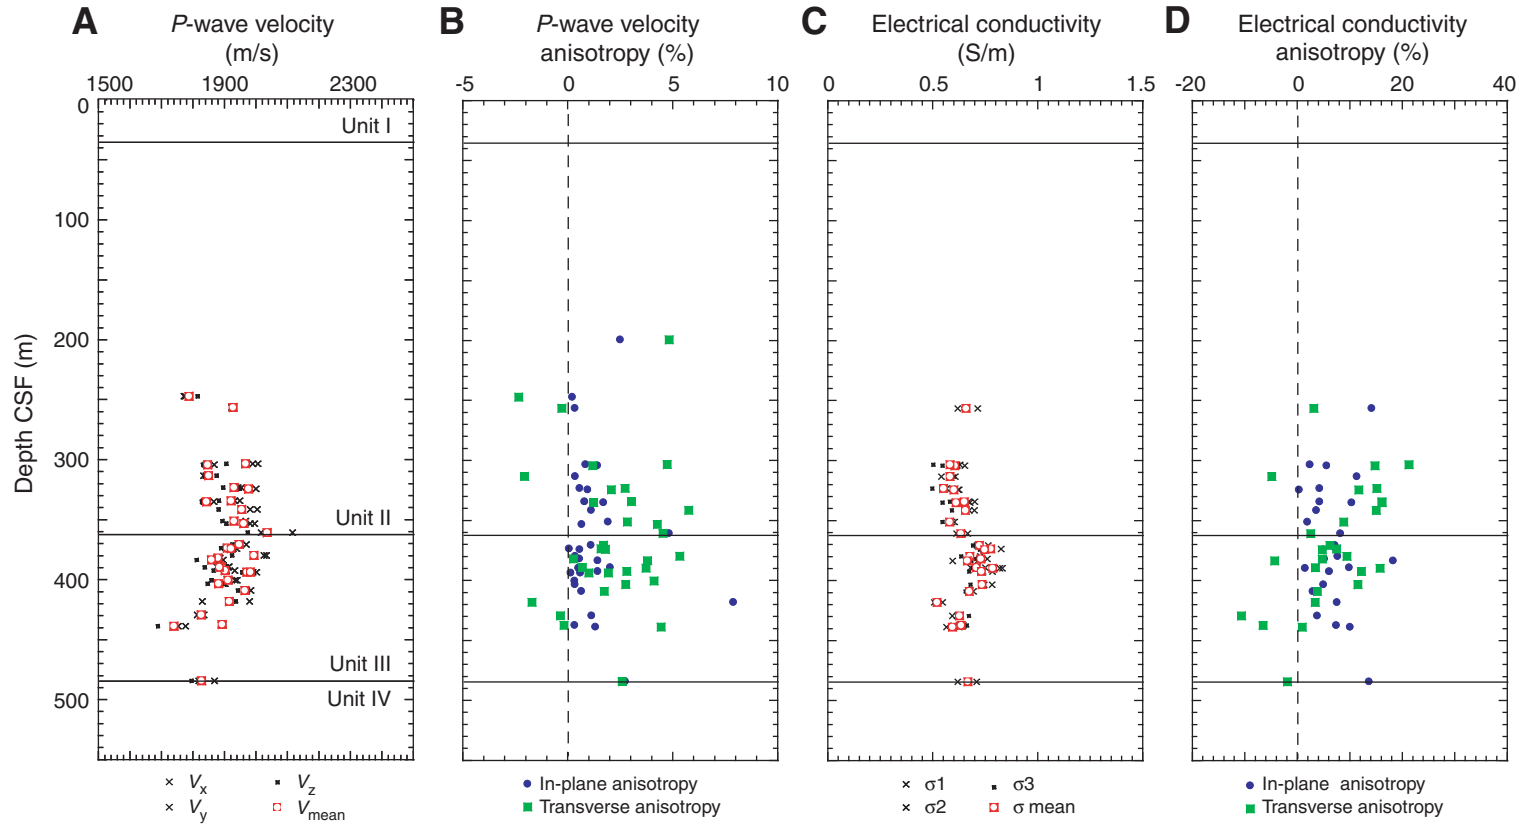 A
P-wave velocity
(m/s)
1500 1900 2300
B
P-wave velocity
anisotropy (%)
-5 0 5 10
C
Electrical conductivity
(S/m)
0 0.5 1 1.5
D
Electrical conductivity
anisotropy (%)
-20 0 20 40
Depth CSF (m)
0
100
200
300
400
500
Unit I
Unit II
Unit III
Unit IV
Vx
Vy
Vz
Vmean
In-plane anisotropy
Transverse anisotropy
σ1
σ2
σ3
σ mean
In-plane anisotropy
Transverse anisotropy